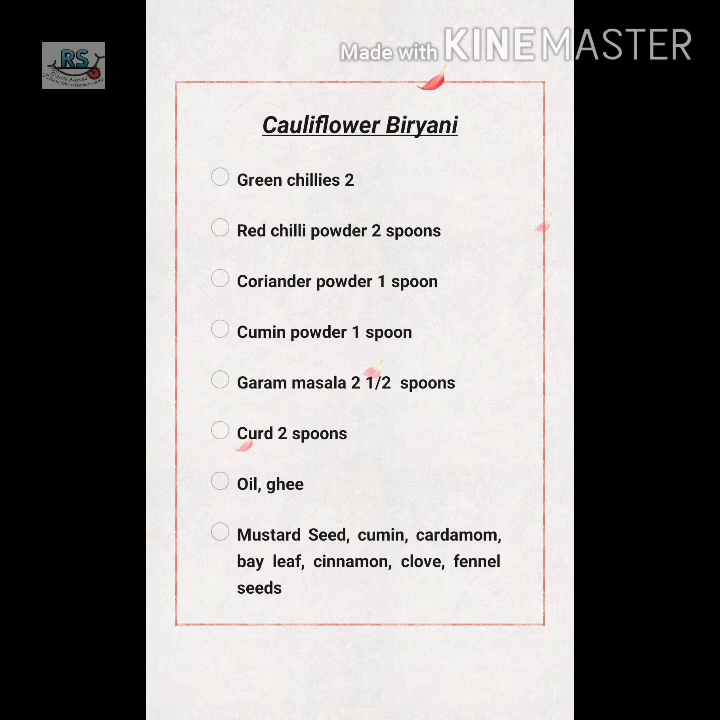 Made with KINEMASTER
RS
Cauliflower Biryani
Green chillies 2
Red chilli powder 2 spoons
Coriander powder 1 spoon
Cumin powder 1 spoon
Garam masala 2 1/2 spoons
Curd 2 spoons
Oil, ghee
Mustard Seed, cumin, cardamom,
bay leaf, cinnamon, clove, fennel
seeds